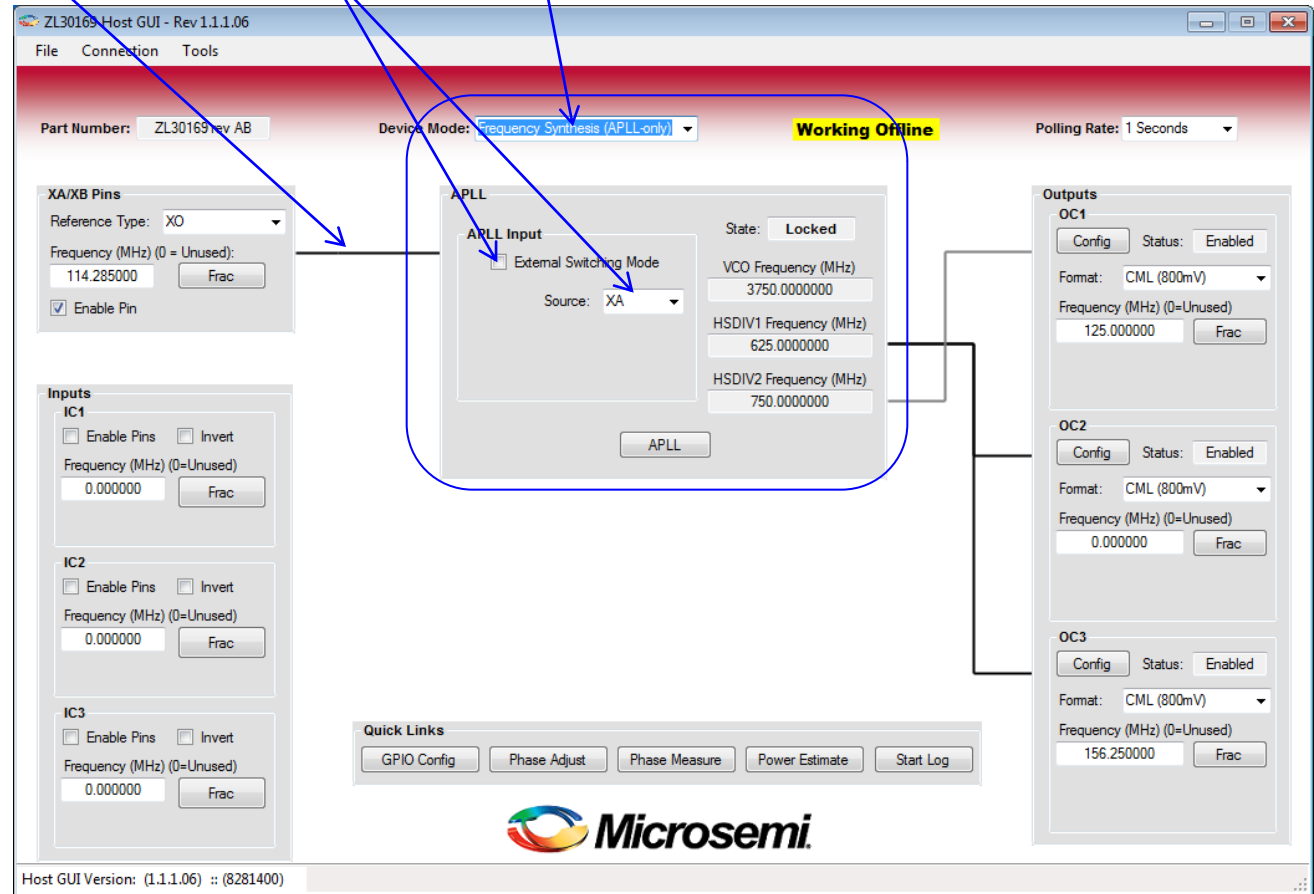 ZL30169 Host GUI - Rev 1.1.1.06
File Connection Tools
Part Number: ZL30169 rev AB
Device Mode: Frequency Synthesis (APLL-only)
Working Offline
Polling Rate: 1 Seconds
XA/XB Pins
Reference Type: XO
Frequency (MHz) (0 = Unused):
114.285000 Frac
Enable Pin
Inputs
IC1
Enable Pins Invert
Frequency (MHz) (0=Unused)
0.000000 Frac
IC2
Enable Pins Invert
Frequency (MHz) (0=Unused)
0.000000 Frac
IC3
Enable Pins Invert
Frequency (MHz) (0=Unused)
0.000000 Frac
APLL
APLL Input
External Switching Mode
Source: XA
State: Locked
VCO Frequency (MHz)
3750.0000000
HSDIV1 Frequency (MHz)
625.0000000
HSDIV2 Frequency (MHz)
750.0000000
APLL
Quick Links
GPIO Config Phase Adjust Phase Measure Power Estimate Start Log
Microsemi.
Outputs
OC1
Config Status: Enabled
Format: CML (800mV)
Frequency (MHz) (0=Unused)
125.000000 Frac
OC2
Config Status: Enabled
Format: CML (800mV)
Frequency (MHz) (0=Unused)
0.000000 Frac
OC3
Config Status: Enabled
Format: CML (800mV)
Frequency (MHz) (0=Unused)
156.250000 Frac
Host GUI Version: (1.1.1.06) :: (8281400)